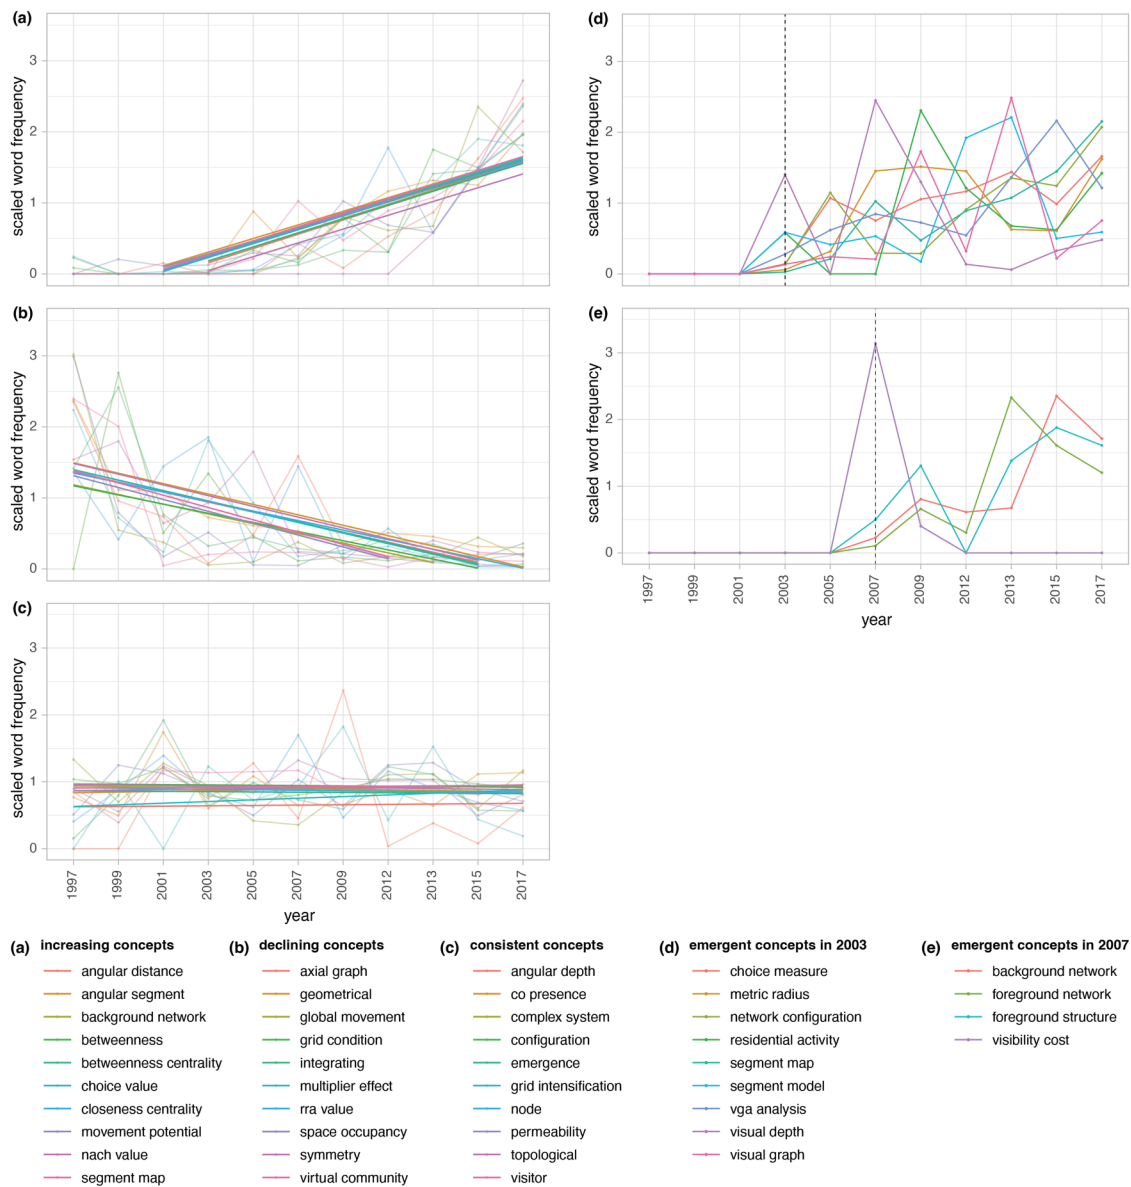 (a)
scaled word frequency
3
2
1
0
(b)
scaled word frequency
3
2
1
0
(c)
scaled word frequency
3
2
1
0
1997
1999
2001
2003
2005
2007
2009
2012
2013
2015
2017
year
(d)
scaled word frequency
3
2
1
0
(e)
scaled word frequency
3
2
1
0
1997
1999
2001
2003
2005
2007
2009
2012
2013
2015
2017
year
(a) increasing concepts
angular distance
angular segment
background network
betweenness
betweenness centrality
choice value
closeness centrality
movement potential
nach value
segment map
(b) declining concepts
axial graph
geometrical
global movement
grid condition
integrating
multiplier effect
rra value
space occupancy
symmetry
virtual community
(c) consistent concepts
angular depth
co presence
complex system
configuration
emergence
grid intensification
node
permeability
topological
visitor
(d) emergent concepts in 2003
choice measure
metric radius
network configuration
residential activity
segment map
segment model
vga analysis
visual depth
visual graph
(e) emergent concepts in 2007
background network
foreground network
foreground structure
visibility cost